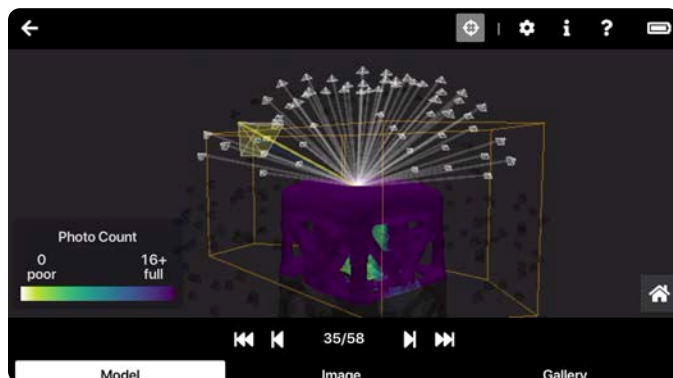 i ?
Photo Count
0 16+
poor full
35/58
Model Image Gallery